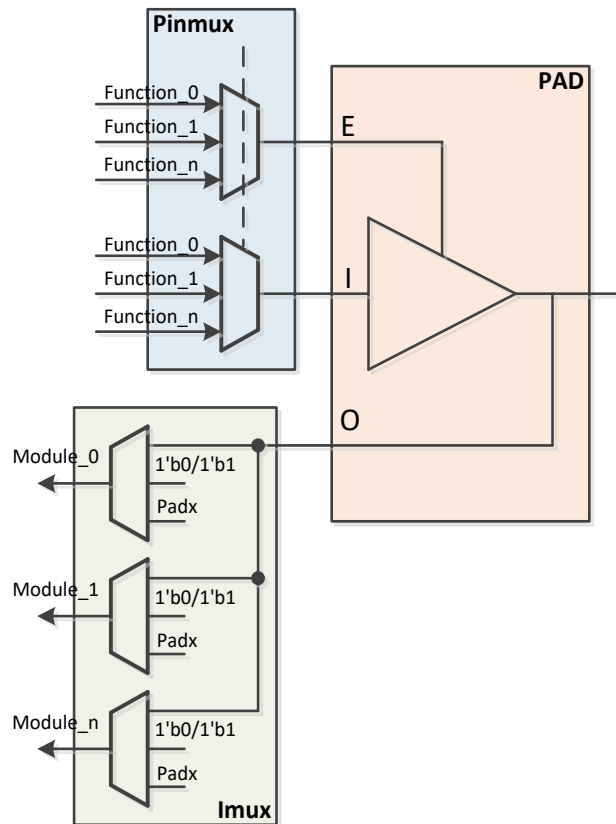 Pinmux
PAD
Function_0
Function_1
Function_n
E
Function_0
Function_1
Function_n
I
O
Module_0
1'b0/1'b1
Padx
Module_1
1'b0/1'b1
Padx
Module_n
1'b0/1'b1
Padx
Imux